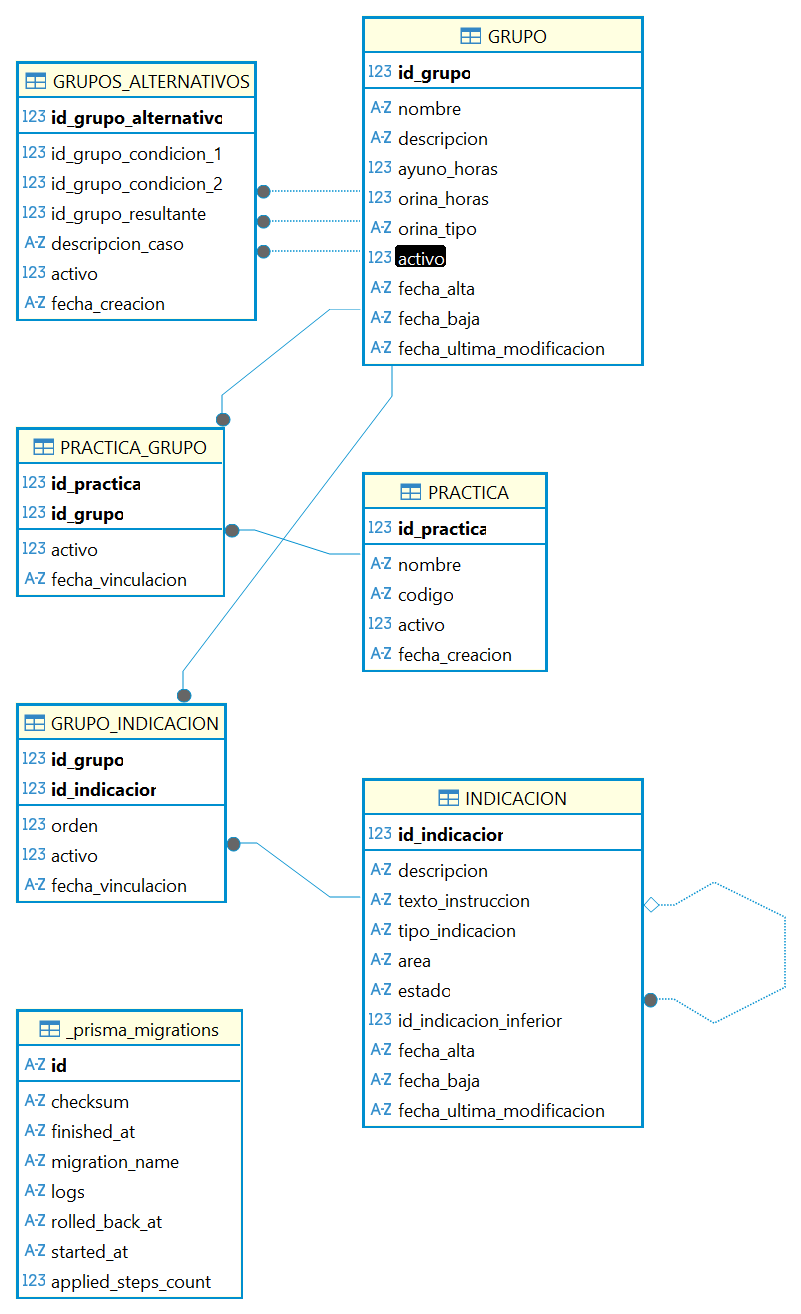 GRUPOS_ALTERNATIVOS
123 id_grupo_alternativo
123 id_grupo_condicion_1
123 id_grupo_condicion_2
123 id_grupo_resultante
A-Z descripcion_caso
123 activo
A-Z fecha_creacion
GRUPO
123 id_grupo
A-Z nombre
A-Z descripcion
123 ayuno_horas
123 orina_horas
A-Z orina_tipo
123 activo
A-Z fecha_alta
A-Z fecha_baja
A-Z fecha_ultima_modificacion
PRACTICA_GRUPO
123 id_practica
123 id_grupo
123 activo
A-Z fecha_vinculacion
PRACTICA
123 id_practica
A-Z nombre
A-Z codigo
123 activo
A-Z fecha_creacion
GRUPO_INDICACION
123 id_grupo
123 id_indicacion
123 orden
123 activo
A-Z fecha_vinculacion
INDICACION
123 id_indicacion
A-Z descripcion
A-Z texto_instruccion
A-Z tipo_indicacion
A-Z area
A-Z estado
123 id_indicacion_inferior
A-Z fecha_alta
A-Z fecha_baja
A-Z fecha_ultima_modificacion
_prisma_migrations
A-Z id
A-Z checksum
A-Z finished_at
A-Z migration_name
A-Z logs
A-Z rolled_back_at
A-Z started_at
123 applied_steps_count